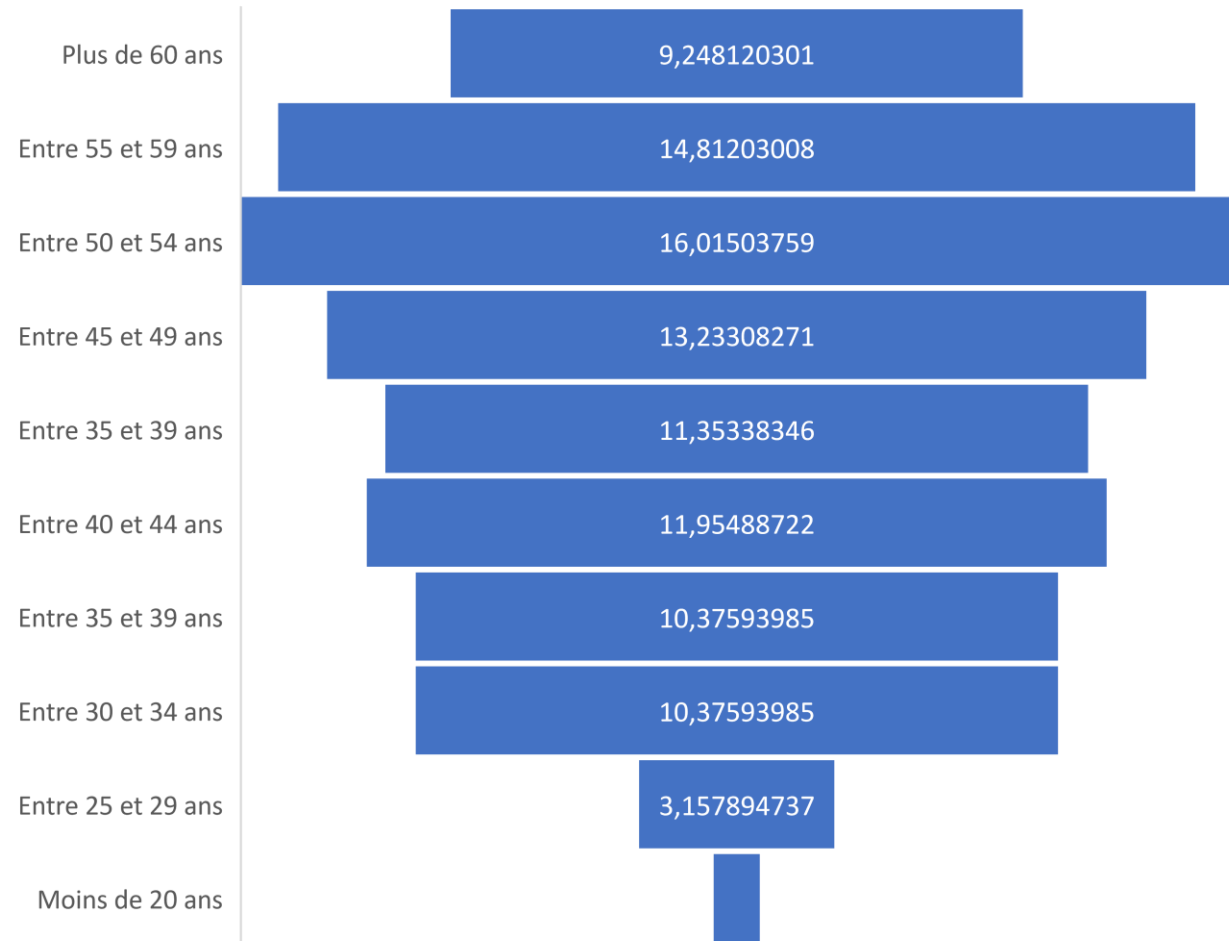 Plus de 60 ans 9,248120301
Entre 55 et 59 ans 14,81203008
Entre 50 et 54 ans 16,01503759
Entre 45 et 49 ans 13,23308271
Entre 35 et 39 ans 11,35338346
Entre 40 et 44 ans 11,95488722
Entre 35 et 39 ans 10,37593985
Entre 30 et 34 ans 10,37593985
Entre 25 et 29 ans 3,157894737
Moins de 20 ans